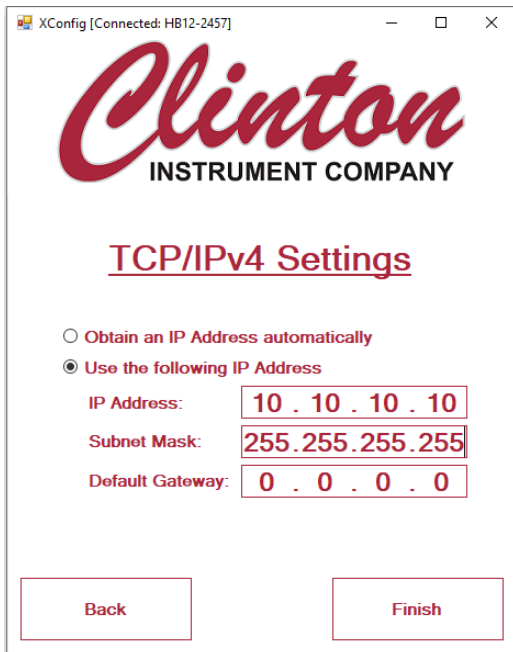 XConfig [Connected: HB12-2457]
Clinton
INSTRUMENT COMPANY
TCP/IPv4 Settings
Obtain an IP Address automatically
Use the following IP Address
IP Address: 10 . 10 . 10 . 10
Subnet Mask: 255.255.255.255
Default Gateway: 0 . 0 . 0 . 0
Back Finish